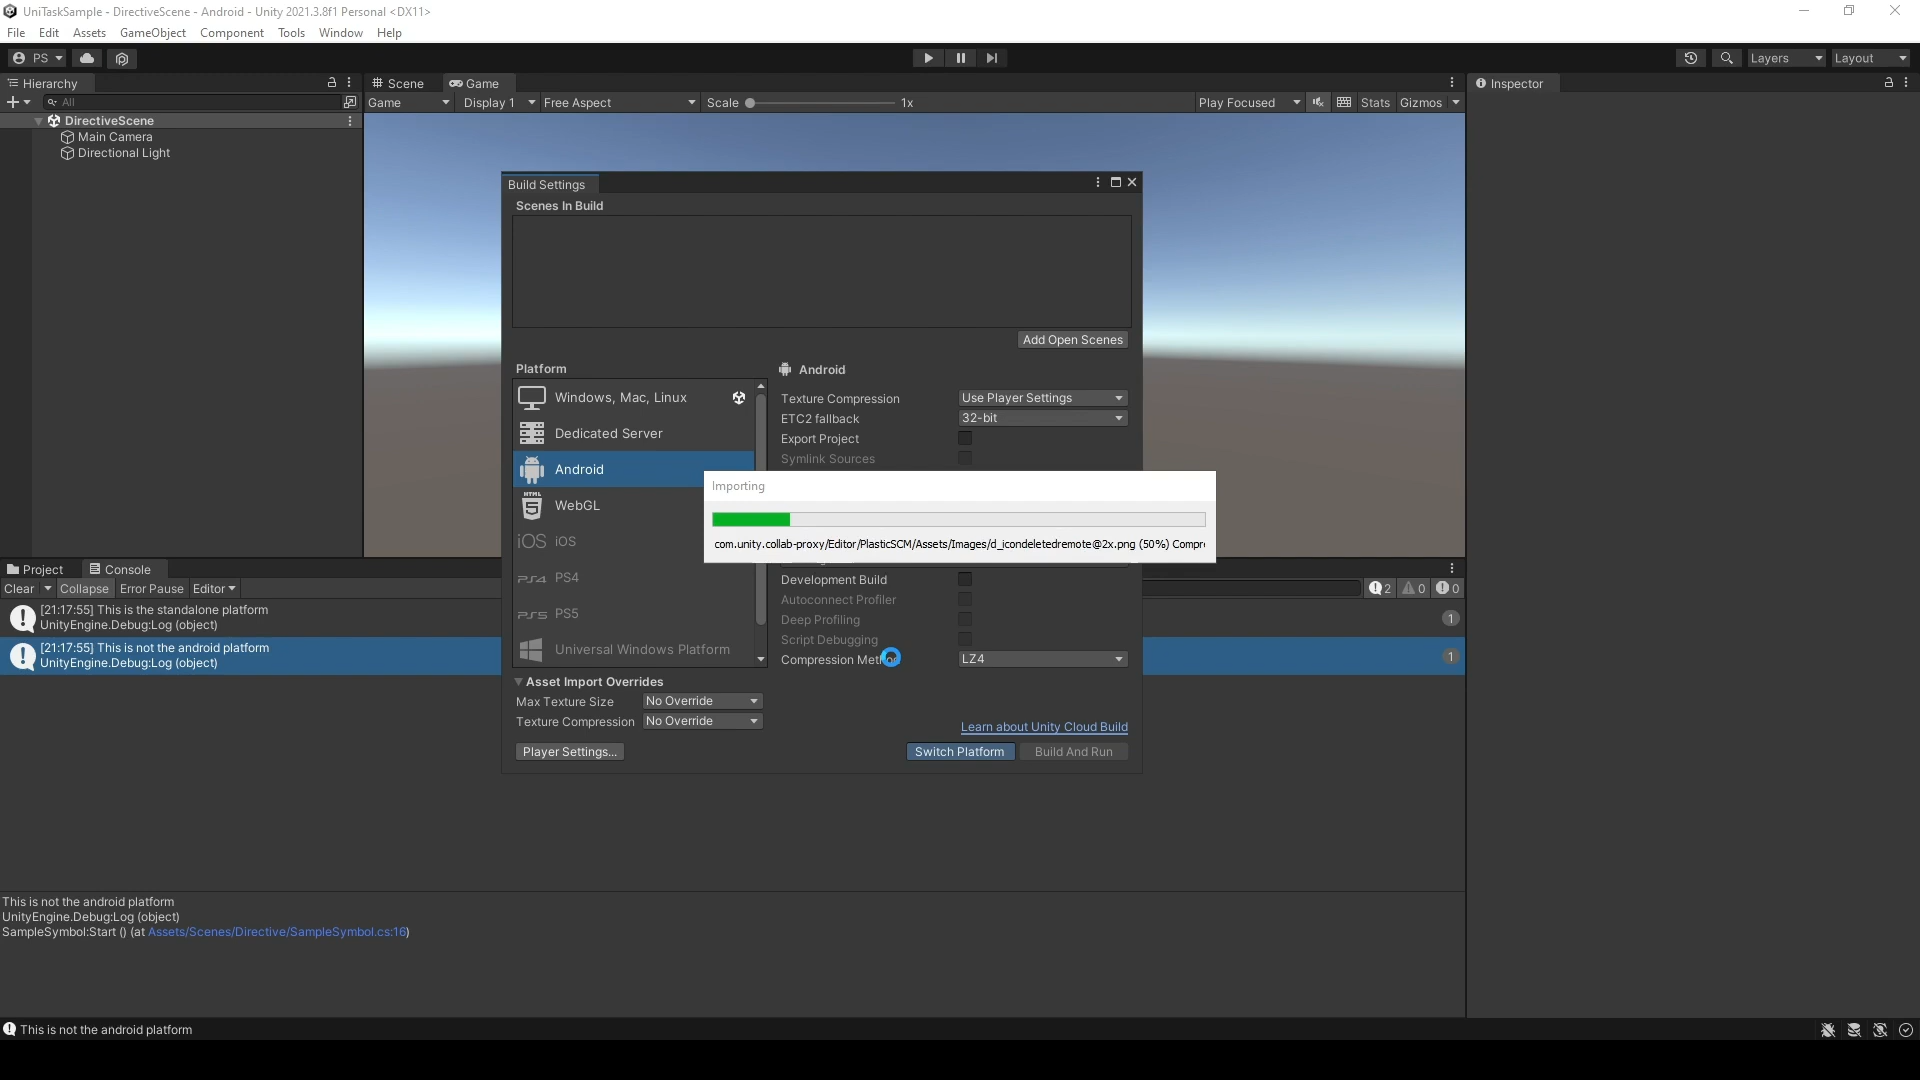 UniTaskSample - DirectiveScene - Android - Unity 2021.3.8f1 Personal <DX11>
File Edit Assets GameObject Component Tools Window Help
PS Layers Layout
Hierarchy Scene Game Inspector
All Game Display 1 Free Aspect Scale 1x Play Focused Stats Gizmos
DirectiveScene
Main Camera
Directional Light
Build Settings
Scenes In Build
Add Open Scenes
Platform
Windows, Mac, Linux
Dedicated Server
Android
WebGL
iOS iOS
PS4
PS5
Universal Windows Platform
Android
Texture Compression Use Player Settings
ETC2 fallback 32-bit
Export Project
Symlink Sources
Importing
com.unity.collab-proxy/Editor/PlasticSCM/Assets/Images/d_icondeletedremote@2x.png (50%) Compr
Development Build
Autoconnect Profiler
Deep Profiling
Script Debugging
Compression Method LZ4
Asset Import Overrides
Max Texture Size No Override
Texture Compression No Override
Learn about Unity Cloud Build
Player Settings... Switch Platform Build And Run
Project Console
Clear Collapse Error Pause Editor 2 0 0
[21:17:55] This is the standalone platform
UnityEngine.Debug:Log (object)
1
[21:17:55] This is not the android platform
UnityEngine.Debug:Log (object)
1
This is not the android platform
UnityEngine.Debug:Log (object)
SampleSymbol:Start () (at Assets/Scenes/Directive/SampleSymbol.cs:16)
This is not the android platform